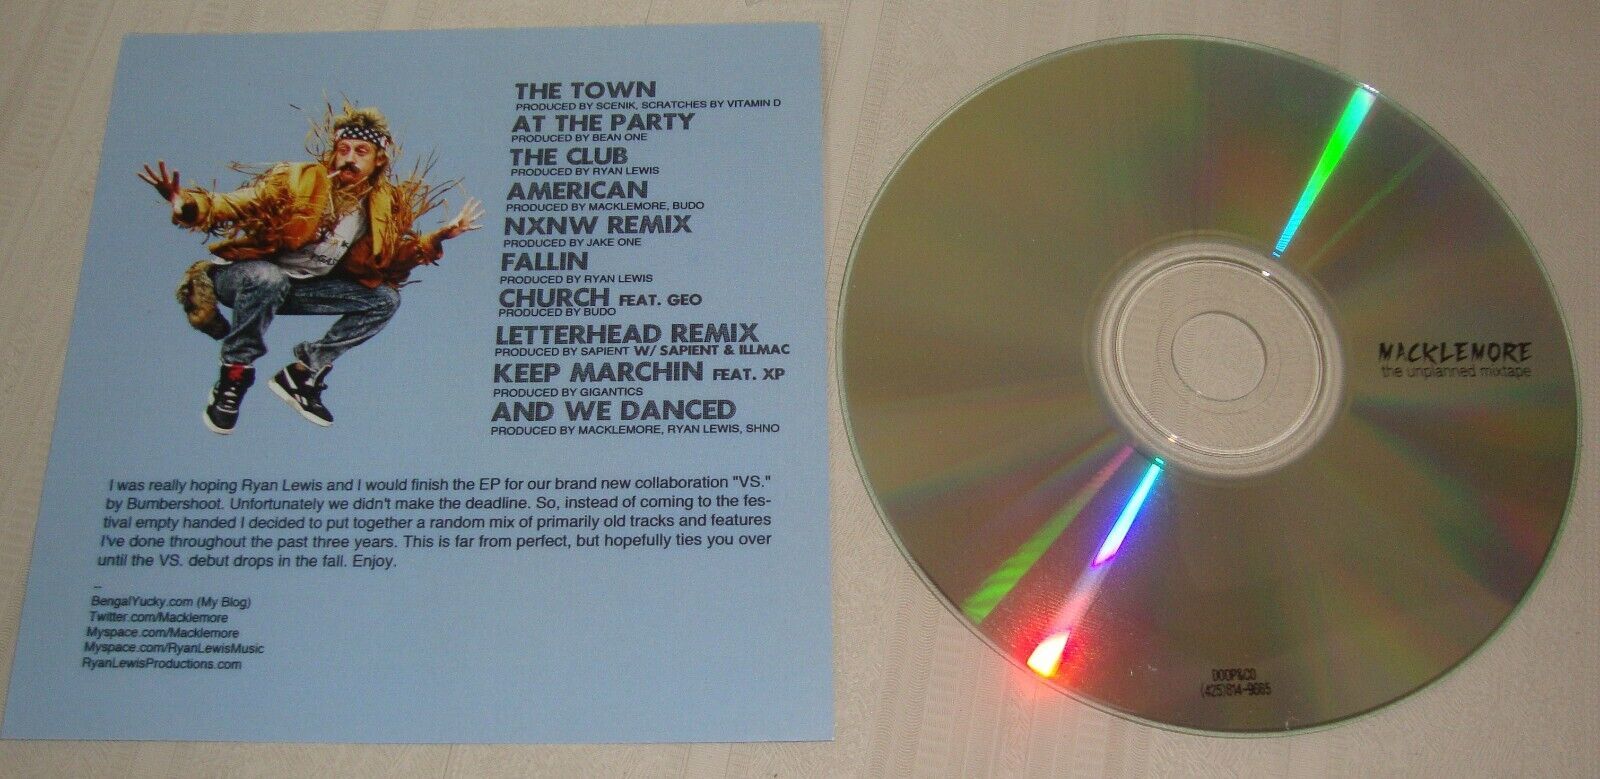 THE TOWN
PRODUCED BY SCENIK, SCRATCHES BY VITAMIN D
AT THE PARTY
PRODUCED BY BEAN ONE
THE CLUB
PRODUCED BY RYAN LEWIS
AMERICAN
PRODUCED BY MACKLEMORE, BUDO
NXNW REMIX
PRODUCED BY JAKE ONE
FALLIN
PRODUCED BY RYAN LEWIS
CHURCH FEAT. GEO
PRODUCED BY BUDO
LETTERHEAD REMIX
PRODUCED BY SAPIENT W/ SAPIENT & ILLMAC
KEEP MARCHIN FEAT. XP
PRODUCED BY GIGANTICS
AND WE DANCED
PRODUCED BY MACKLEMORE, RYAN LEWIS, SHNO
I was really hoping Ryan Lewis and I would finish the EP for our brand new collaboration "VS."
by Bumbershoot. Unfortunately we didn't make the deadline. So, instead of coming to the fes-
tival empty handed I decided to put together a random mix of primarily old tracks and features
I've done throughout the past three years. This is far from perfect, but hopefully ties you over
until the VS. debut drops in the fall. Enjoy.
--
BengalYucky.com (My Blog)
Twitter.com/Macklemore
Myspace.com/Macklemore
Myspace.com/RyanLewisMusic
RyanLewisProductions.com
MACKLEMORE
the unplanned mixtape
DOOP&CO
(425)814-9665